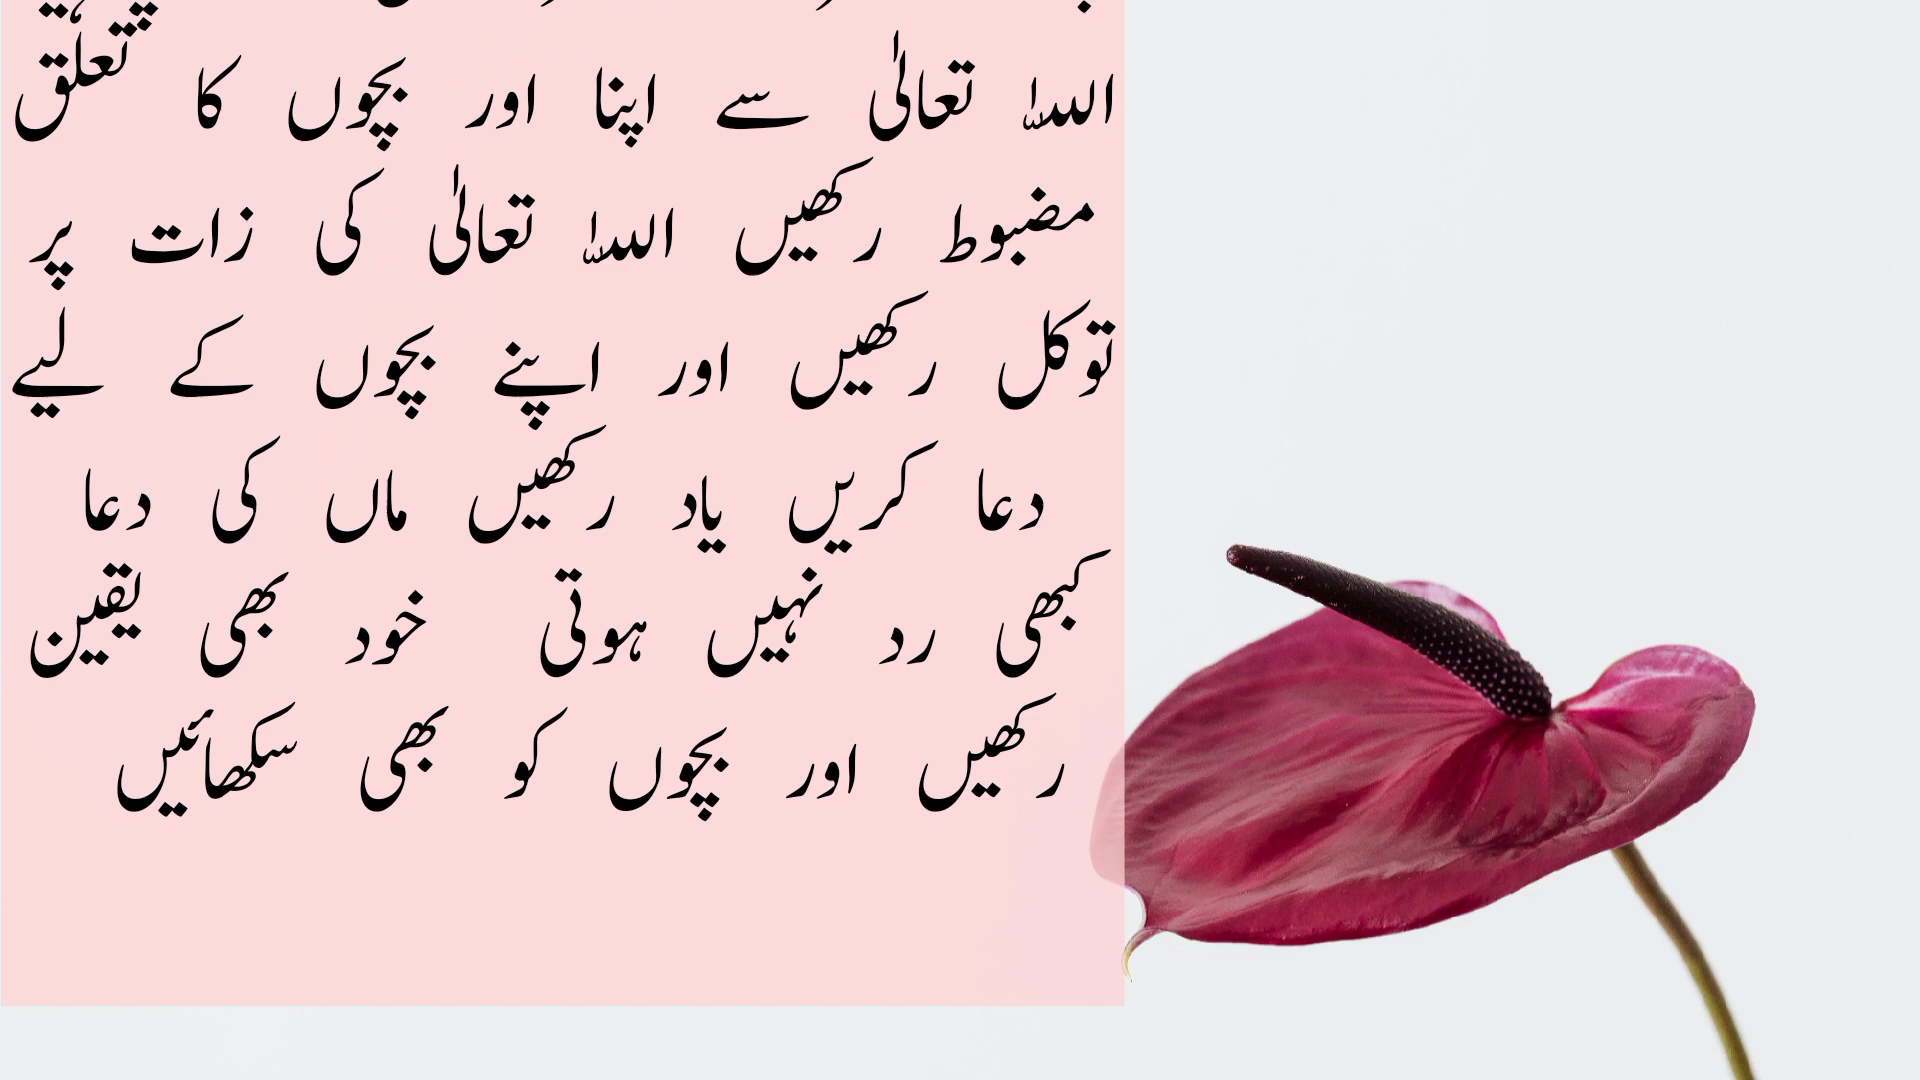 اللہ تعالٰی سے اپنا اور بچوں کا تعلق
مضبوط رکھیں اللہ تعالٰی کی زات پر
توکل رکھیں اور اپنے بچوں کے لیے
دعا کریں یاد رکھیں ماں کی دعا
کبھی رد نہیں ہوتی خود بھی یقین
رکھیں اور بچوں کو بھی سکھائیں